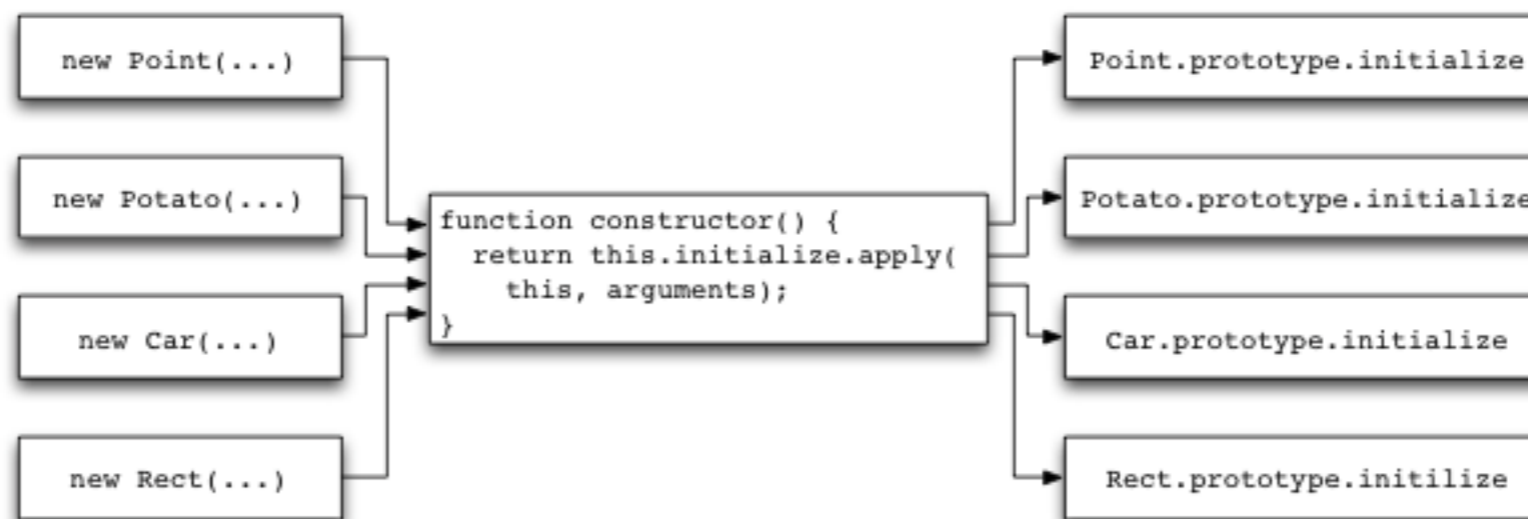 new Point(...)
new Potato(...)
new Car(...)
new Rect(...)
function constructor() {
return this.initialize.apply(
this, arguments);
}
Point.prototype.initialize
Potato.prototype.initialize
Car.prototype.initialize
Rect.prototype.initilize